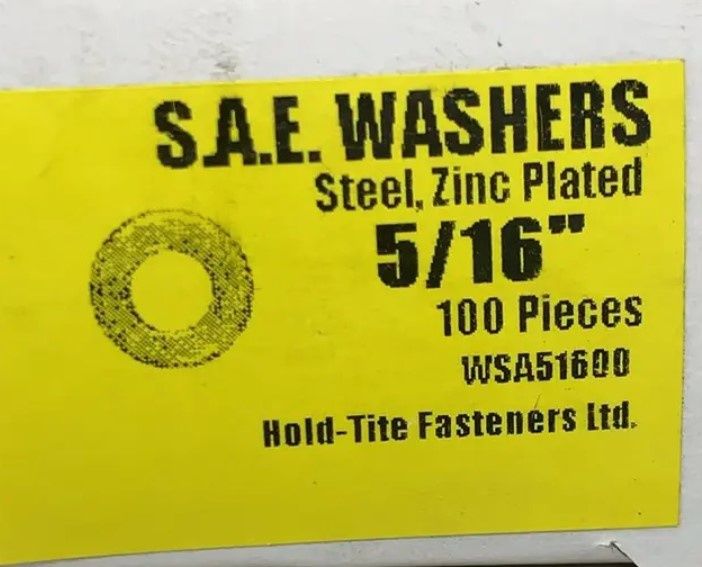 S.A.E. WASHERS
Steel, Zinc Plated
5/16"
100 Pieces
WSA51600
Hold-Tite Fasteners Ltd.